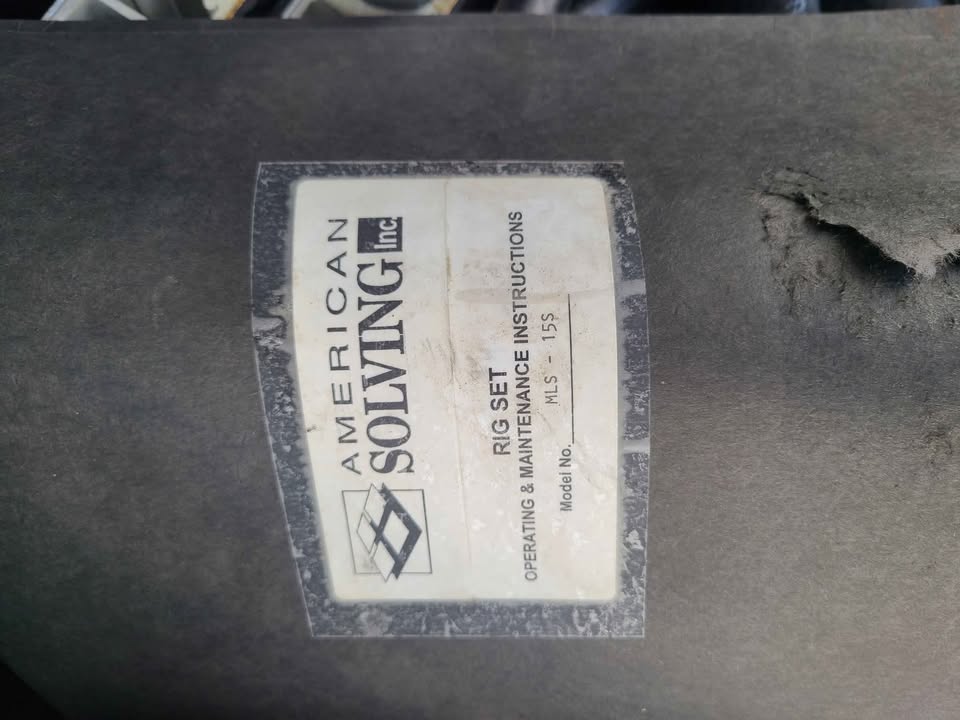 AMERICAN
SOLVING Inc.
RIG SET
OPERATING & MAINTENANCE INSTRUCTIONS
Model No. MLS - 15S